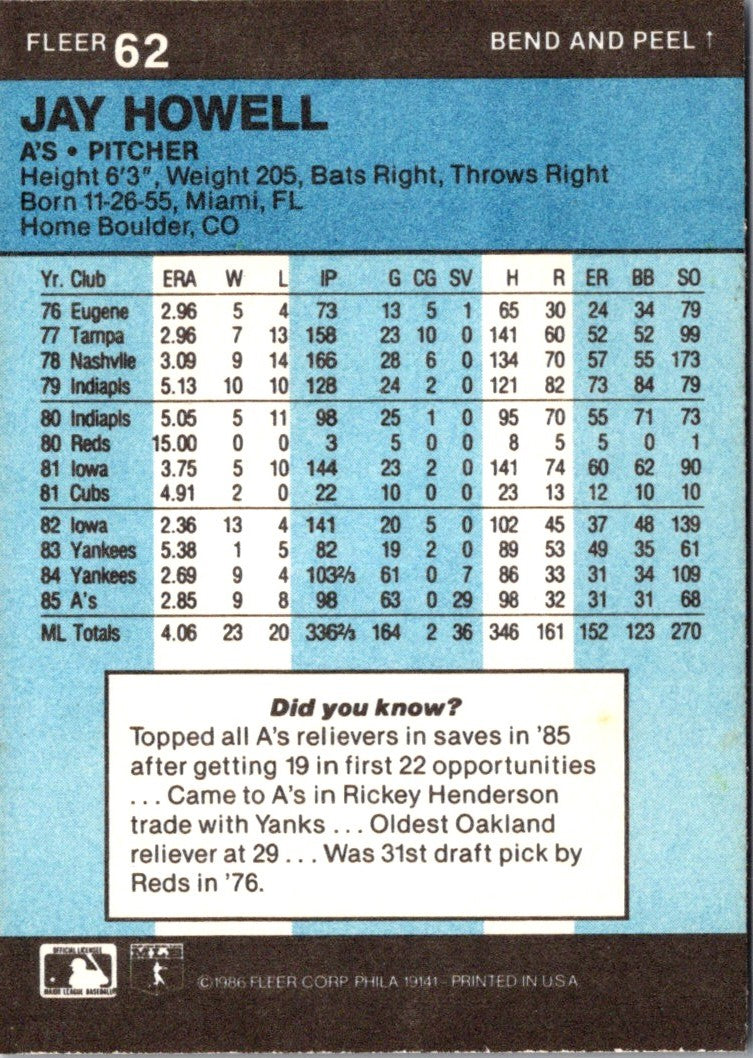 FLEER 62 BEND AND PEEL ↑
JAY HOWELL
A'S • PITCHER
Height 6'3", Weight 205, Bats Right, Throws Right
Born 11-26-55, Miami, FL
Home Boulder, CO
Yr. Club ERA W L IP G CG SV H R ER BB SO
76 Eugene 2.96 5 4 73 13 5 1 65 30 24 34 79
77 Tampa 2.96 7 13 158 23 10 0 141 60 52 52 99
78 Nashvlle 3.09 9 14 166 28 6 0 134 70 57 55 173
79 Indiapls 5.13 10 10 128 24 2 0 121 82 73 84 79
80 Indiapls 5.05 5 11 98 25 1 0 95 70 55 71 73
80 Reds 15.00 0 0 3 5 0 0 8 5 5 0 1
81 Iowa 3.75 5 10 144 23 2 0 141 74 60 62 90
81 Cubs 4.91 2 0 22 10 0 0 23 13 12 10 10
82 Iowa 2.36 13 4 141 20 5 0 102 45 37 48 139
83 Yankees 5.38 1 5 82 19 2 0 89 53 49 35 61
84 Yankees 2.69 9 4 103⅔ 61 0 7 86 33 31 34 109
85 A's 2.85 9 8 98 63 0 29 98 32 31 31 68
ML Totals 4.06 23 20 336⅔ 164 2 36 346 161 152 123 270
Did you know?
Topped all A's relievers in saves in '85
after getting 19 in first 22 opportunities
... Came to A's in Rickey Henderson
trade with Yanks ... Oldest Oakland
reliever at 29 ... Was 31st draft pick by
Reds in '76.
OFFICIAL LICENSEE
MAJOR LEAGUE BASEBALL
©1986 FLEER CORP. PHILA 19141 - PRINTED IN U.S.A.